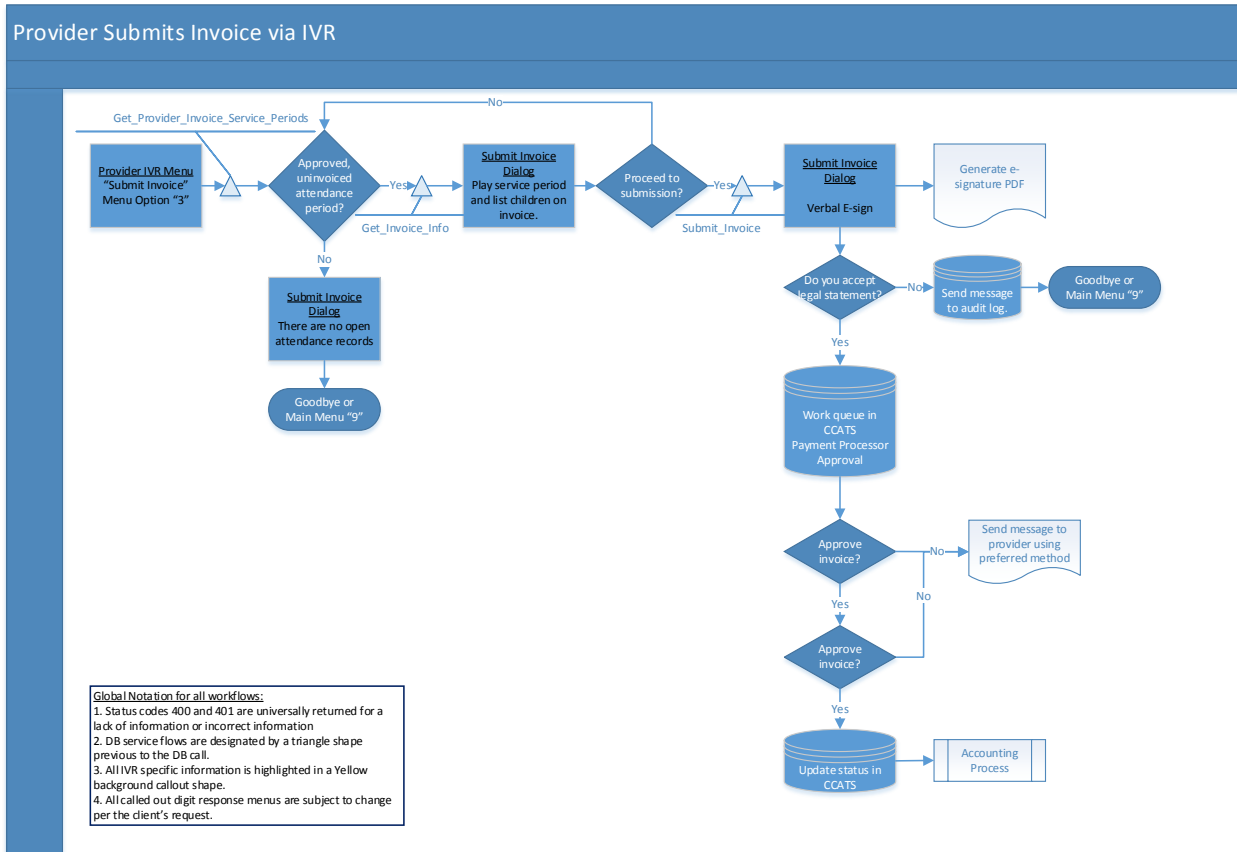 Provider Submits Invoice via IVR
No
Get_Provider_Invoice_Service_Periods
Provider IVR Menu
“Submit Invoice”
Menu Option “3”
Approved,
uninvoiced
attendance
period?
Yes
Get_Invoice_Info
Submit Invoice
Dialog
Play service period
and list children on
invoice.
Proceed to
submission?
Yes
Submit_Invoice
Submit Invoice
Dialog
Verbal E-sign
Generate e-
signature PDF
No
Submit Invoice
Dialog
There are no open
attendance records
Goodbye or
Main Menu “9”
Do you accept
legal statement?
No
Send message
to audit log.
Goodbye or
Main Menu “9”
Yes
Work queue in
CCATS
Payment Processor
Approval
Approve
invoice?
No
Send message to
provider using
preferred method
Yes
No
Approve
invoice?
Yes
Update status in
CCATS
Accounting
Process
Global Notation for all workflows:
1. Status codes 400 and 401 are universally returned for a
lack of information or incorrect information
2. DB service flows are designated by a triangle shape
previous to the DB call.
3. All IVR specific information is highlighted in a Yellow
background callout shape.
4. All called out digit response menus are subject to change
per the client’s request.